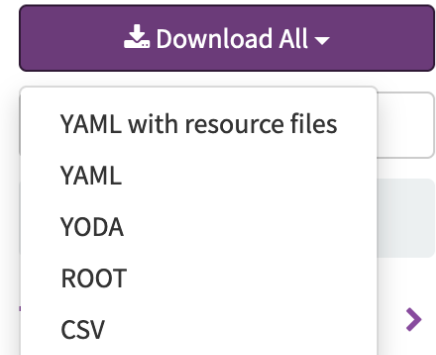 Download All
YAML with resource files
YAML
YODA
ROOT
CSV